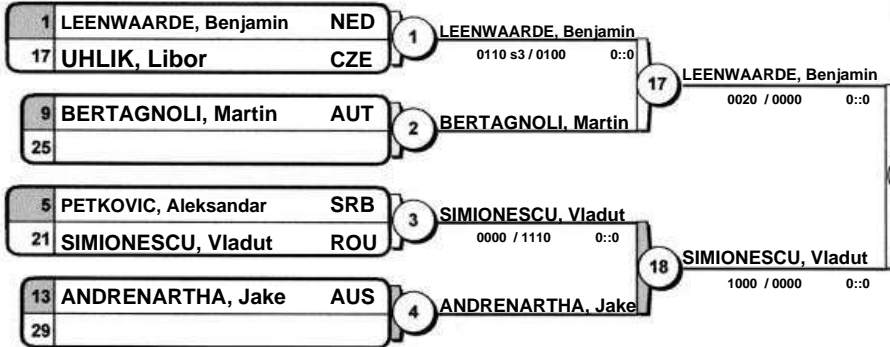 1 LEENWAARDE, Benjamin NED
17 UHLIK, Libor CZE
1
LEENWAARDE, Benjamin
0110 s3 / 0100 0::0
9 BERTAGNOLI, Martin AUT
25
2
BERTAGNOLI, Martin
17
LEENWAARDE, Benjamin
0020 / 0000 0::0
5 PETKOVIC, Aleksandar SRB
21 SIMIONESCU, Vladut ROU
3
SIMIONESCU, Vladut
0000 / 1110 0::0
13 ANDRENARTHA, Jake AUS
29
4
ANDRENARTHA, Jake
18
SIMIONESCU, Vladut
1000 / 0000 0::0